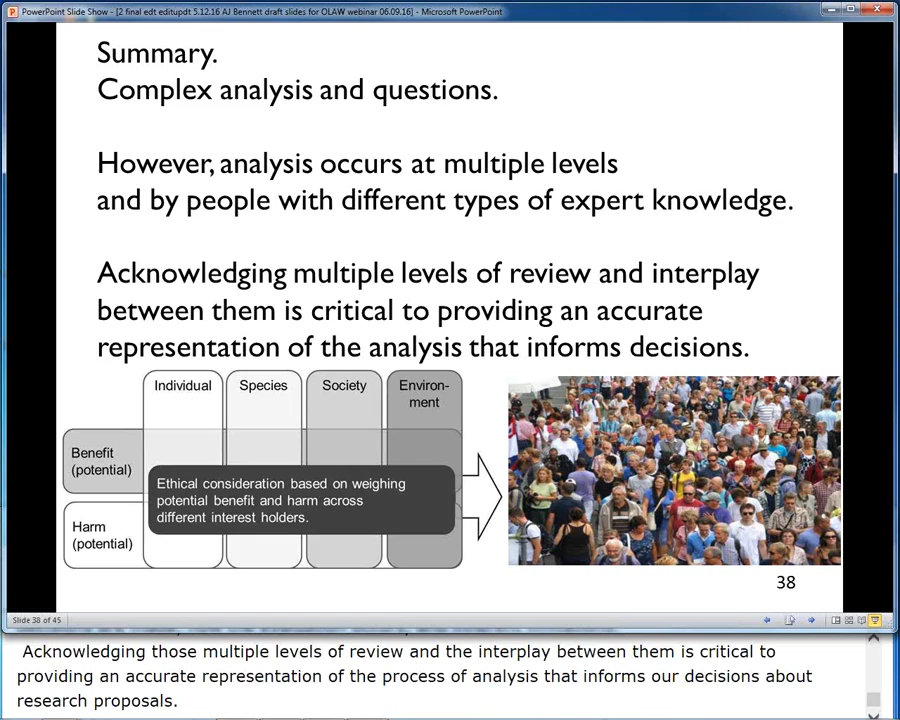 PowerPoint Slide Show - [2 final edt editupdt 5.12.16 AJ Bennett draft slides for OLAW webinar 06.09.16] - Microsoft PowerPoint
Summary.
Complex analysis and questions.
However, analysis occurs at multiple levels
and by people with different types of expert knowledge.
Acknowledging multiple levels of review and interplay
between them is critical to providing an accurate
representation of the analysis that informs decisions.
Individual
Species
Society
Environ-
ment
Benefit
(potential)
Ethical consideration based on weighing
potential benefit and harm across
different interest holders.
Harm
(potential)
38
Slide 38 of 45
Acknowledging those multiple levels of review and the interplay between them is critical to
providing an accurate representation of the process of analysis that informs our decisions about
research proposals.